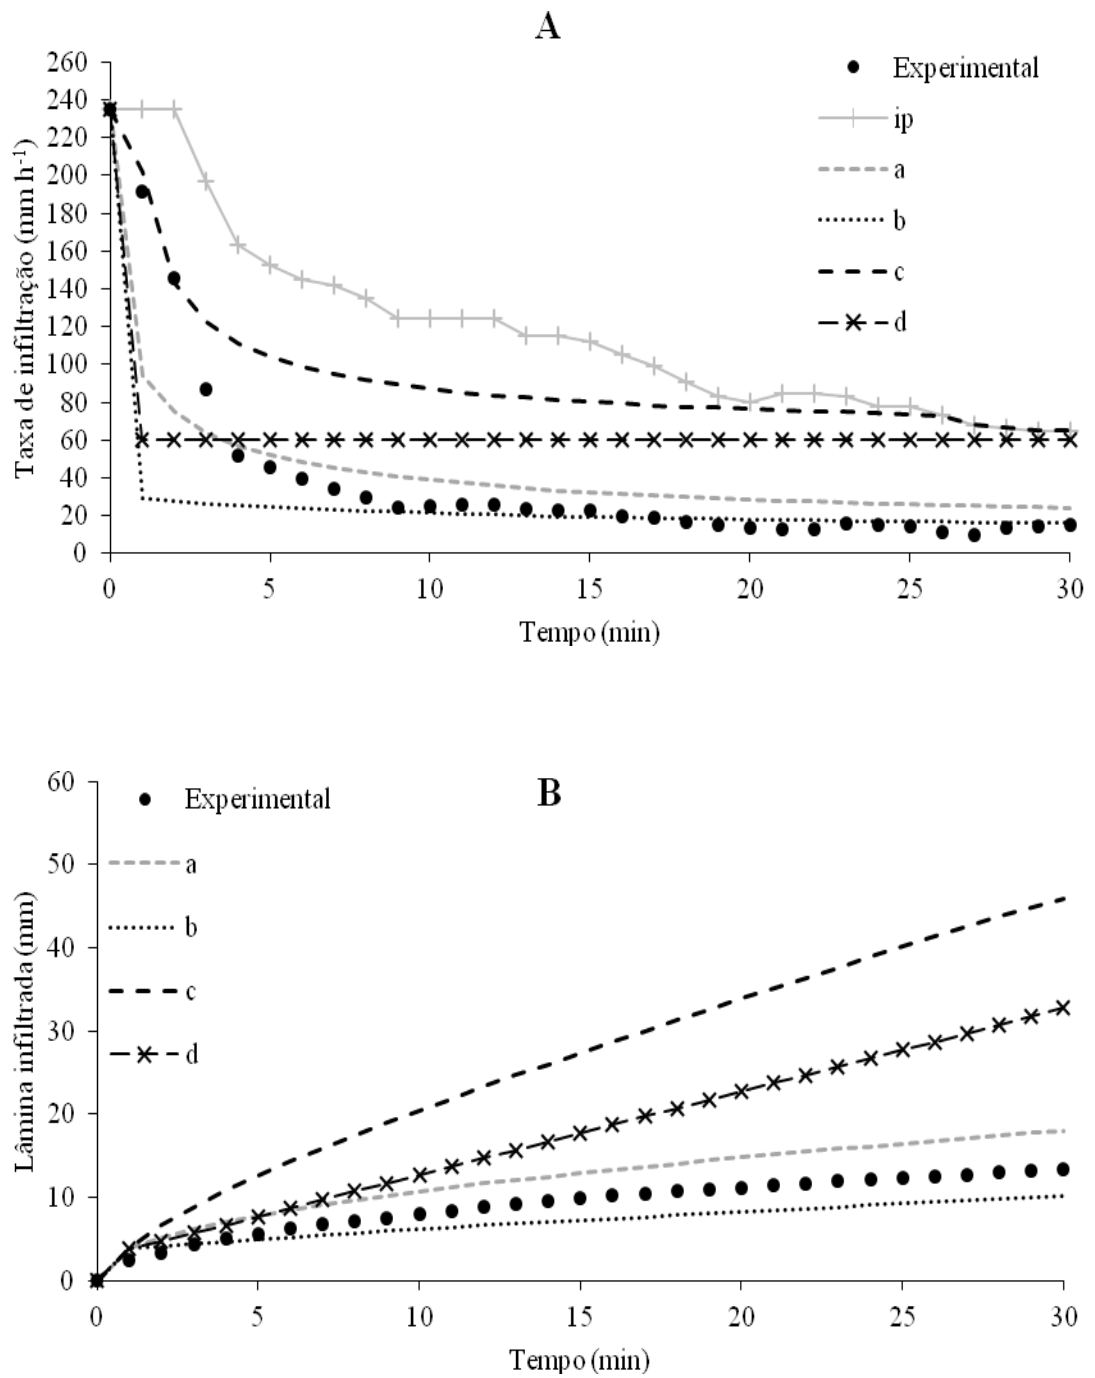 A
260
240
220
200
180
160
140
120
100
80
60
40
20
0
Taxa de infiltração (mm h⁻¹)
Experimental
ip
a
b
c
d
0 5 10 15 20 25 30
Tempo (min)
B
60
50
40
30
20
10
0
Lâmina infiltrada (mm)
Experimental
a
b
c
d
0 5 10 15 20 25 30
Tempo (min)